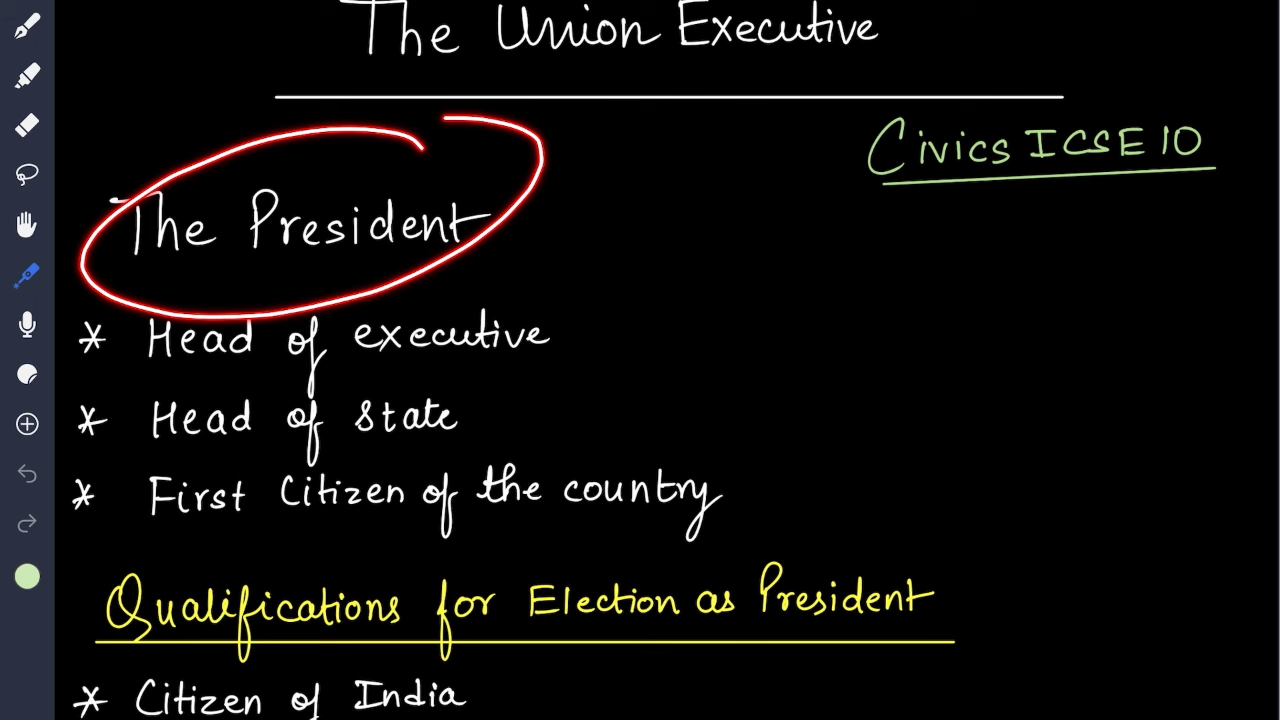 The Union Executive
Civics ICSE 10
The President
* Head of executive
* Head of state
* First Citizen of the country
Qualifications for Election as President
* Citizen of India